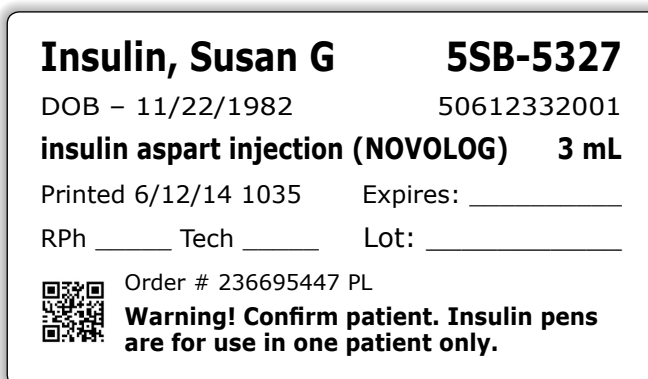 Insulin, Susan G 5SB-5327
DOB – 11/22/1982 50612332001
insulin aspart injection (NOVOLOG) 3 mL
Printed 6/12/14 1035 Expires: ___________
RPh _____ Tech _____ Lot: _____________
Order # 236695447 PL
Warning! Confirm patient. Insulin pens
are for use in one patient only.